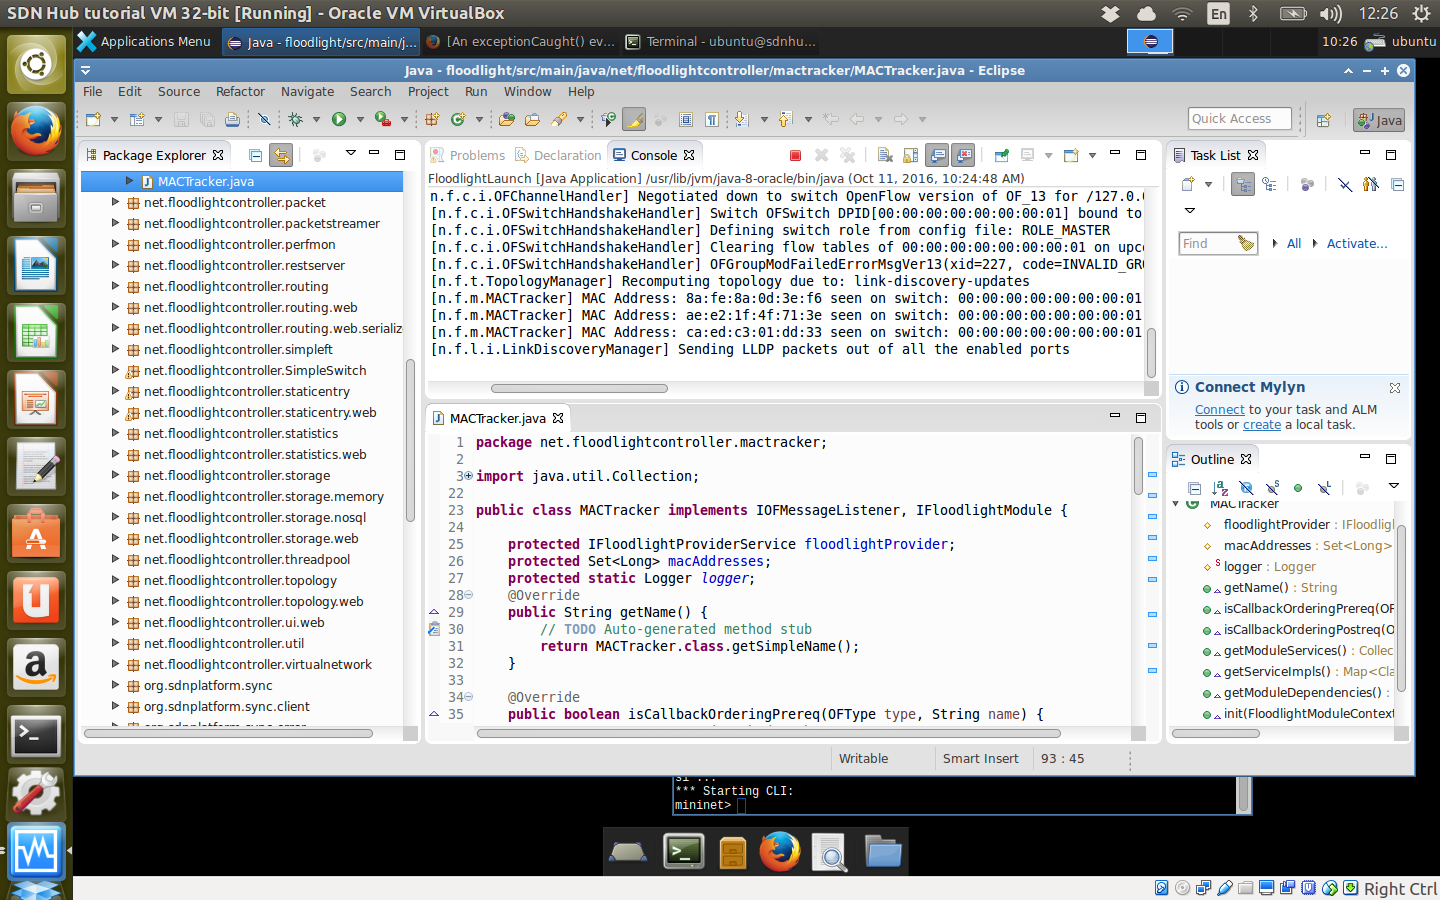 SDN Hub tutorial VM 32-bit [Running] - Oracle VM VirtualBox
En
12:26
Applications Menu
Java - floodlight/src/main/j...
[An exceptionCaught() ev...
Terminal - ubuntu@sdnhu...
10:26
ubuntu
Java - floodlight/src/main/java/net/floodlightcontroller/mactracker/MACTracker.java - Eclipse
File Edit Source Refactor Navigate Search Project Run Window Help
Quick Access
Java
Package Explorer
MACTracker.java
net.floodlightcontroller.packet
net.floodlightcontroller.packetstreamer
net.floodlightcontroller.perfmon
net.floodlightcontroller.restserver
net.floodlightcontroller.routing
net.floodlightcontroller.routing.web
net.floodlightcontroller.routing.web.serializ
net.floodlightcontroller.simpleft
net.floodlightcontroller.SimpleSwitch
net.floodlightcontroller.staticentry
net.floodlightcontroller.staticentry.web
net.floodlightcontroller.statistics
net.floodlightcontroller.statistics.web
net.floodlightcontroller.storage
net.floodlightcontroller.storage.memory
net.floodlightcontroller.storage.nosql
net.floodlightcontroller.storage.web
net.floodlightcontroller.threadpool
net.floodlightcontroller.topology
net.floodlightcontroller.topology.web
net.floodlightcontroller.ui.web
net.floodlightcontroller.util
net.floodlightcontroller.virtualnetwork
org.sdnplatform.sync
org.sdnplatform.sync.client
org.sdnplatform.sync.error
Problems Declaration Console
FloodlightLaunch [Java Application] /usr/lib/jvm/java-8-oracle/bin/java (Oct 11, 2016, 10:24:48 AM)
n.f.c.i.OFChannelHandler] Negotiated down to switch OpenFlow version of OF_13 for /127.0.0
[n.f.c.i.OFSwitchHandshakeHandler] Switch OFSwitch DPID[00:00:00:00:00:00:00:01] bound to
[n.f.c.i.OFSwitchHandshakeHandler] Defining switch role from config file: ROLE_MASTER
[n.f.c.i.OFSwitchHandshakeHandler] Clearing flow tables of 00:00:00:00:00:00:00:01 on upco
[n.f.c.i.OFSwitchHandshakeHandler] OFGroupModFailedErrorMsgVer13(xid=227, code=INVALID_GRO
[n.f.t.TopologyManager] Recomputing topology due to: link-discovery-updates
[n.f.m.MACTracker] MAC Address: 8a:fe:8a:0d:3e:f6 seen on switch: 00:00:00:00:00:00:00:01
[n.f.m.MACTracker] MAC Address: ae:e2:1f:4f:71:3e seen on switch: 00:00:00:00:00:00:00:01
[n.f.m.MACTracker] MAC Address: ca:ed:c3:01:dd:33 seen on switch: 00:00:00:00:00:00:00:01
[n.f.l.i.LinkDiscoveryManager] Sending LLDP packets out of all the enabled ports
MACTracker.java
1 package net.floodlightcontroller.mactracker;
2
3 import java.util.Collection;
22
23 public class MACTracker implements IOFMessageListener, IFloodlightModule {
24
25 protected IFloodlightProviderService floodlightProvider;
26 protected Set<Long> macAddresses;
27 protected static Logger logger;
28 @Override
29 public String getName() {
30 // TODO Auto-generated method stub
31 return MACTracker.class.getSimpleName();
32 }
33
34 @Override
35 public boolean isCallbackOrderingPrereq(OFType type, String name) {
Task List
Find
All
Activate...
Connect Mylyn
Connect to your task and ALM
tools or create a local task.
Outline
MACTracker
floodlightProvider : IFloodligh
macAddresses : Set<Long>
logger : Logger
getName() : String
isCallbackOrderingPrereq(OF
isCallbackOrderingPostreq(O
getModuleServices() : Collec
getServiceImpls() : Map<Cla
getModuleDependencies() :
init(FloodlightModuleContext
Writable
Smart Insert
93 : 45
s1 ...
*** Starting CLI:
mininet>
Right Ctrl